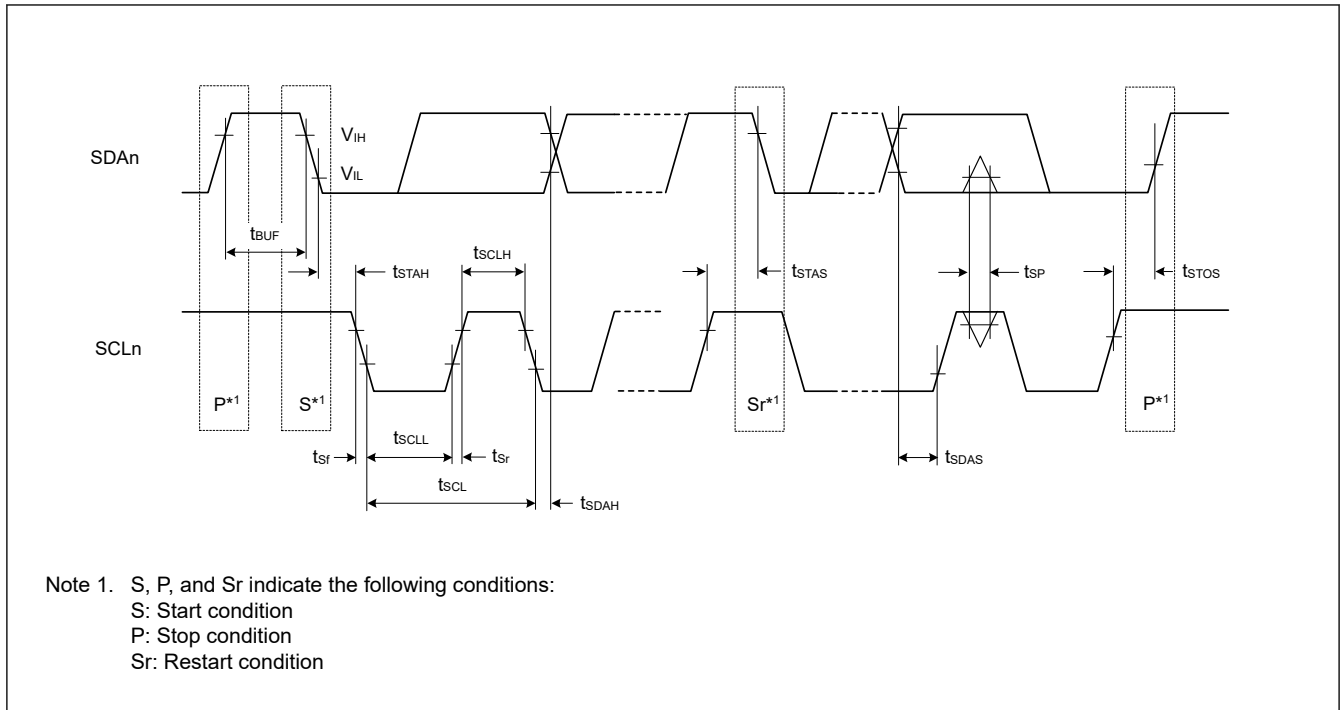 VIH
SDAn
VIL
tBUF
tSCLH
tSTAH
tSTAS
tSP
tSTOS
SCLn
P*1
S*1
Sr*1
P*1
tSCLL
tSf
tSr
tSDAS
tSCL
tSDAH
Note 1. S, P, and Sr indicate the following conditions:
S: Start condition
P: Stop condition
Sr: Restart condition